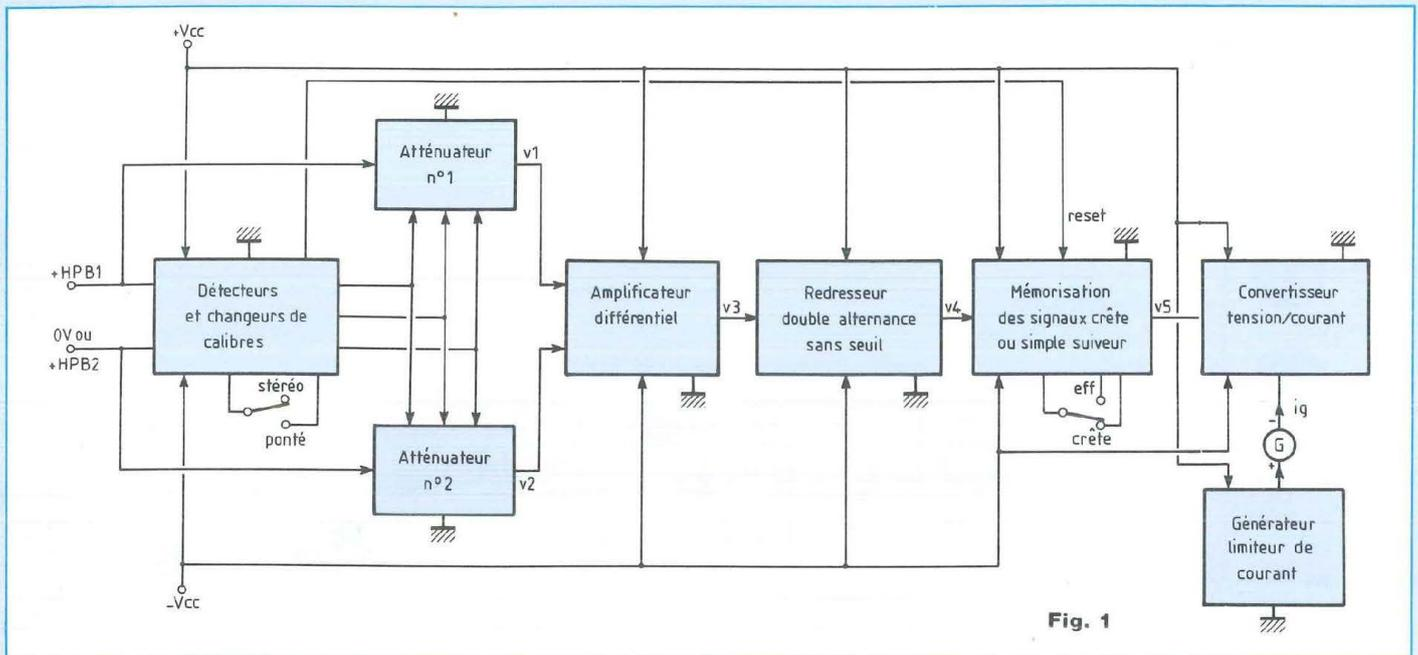 +Vcc
Atténuateur
n°1
v1
reset
+HPB1
0V ou
+HPB2
Détecteurs
et changeurs de
calibres
stéréo
ponté
Amplificateur
différentiel
v3
Redresseur
double alternance
sans seuil
v4
Mémorisation
des signaux crête
ou simple suiveur
v5
eff
crête
Convertisseur
tension/courant
- ig
G
+
Atténuateur
n°2
v2
Générateur
limiteur de
courant
-Vcc
Fig. 1